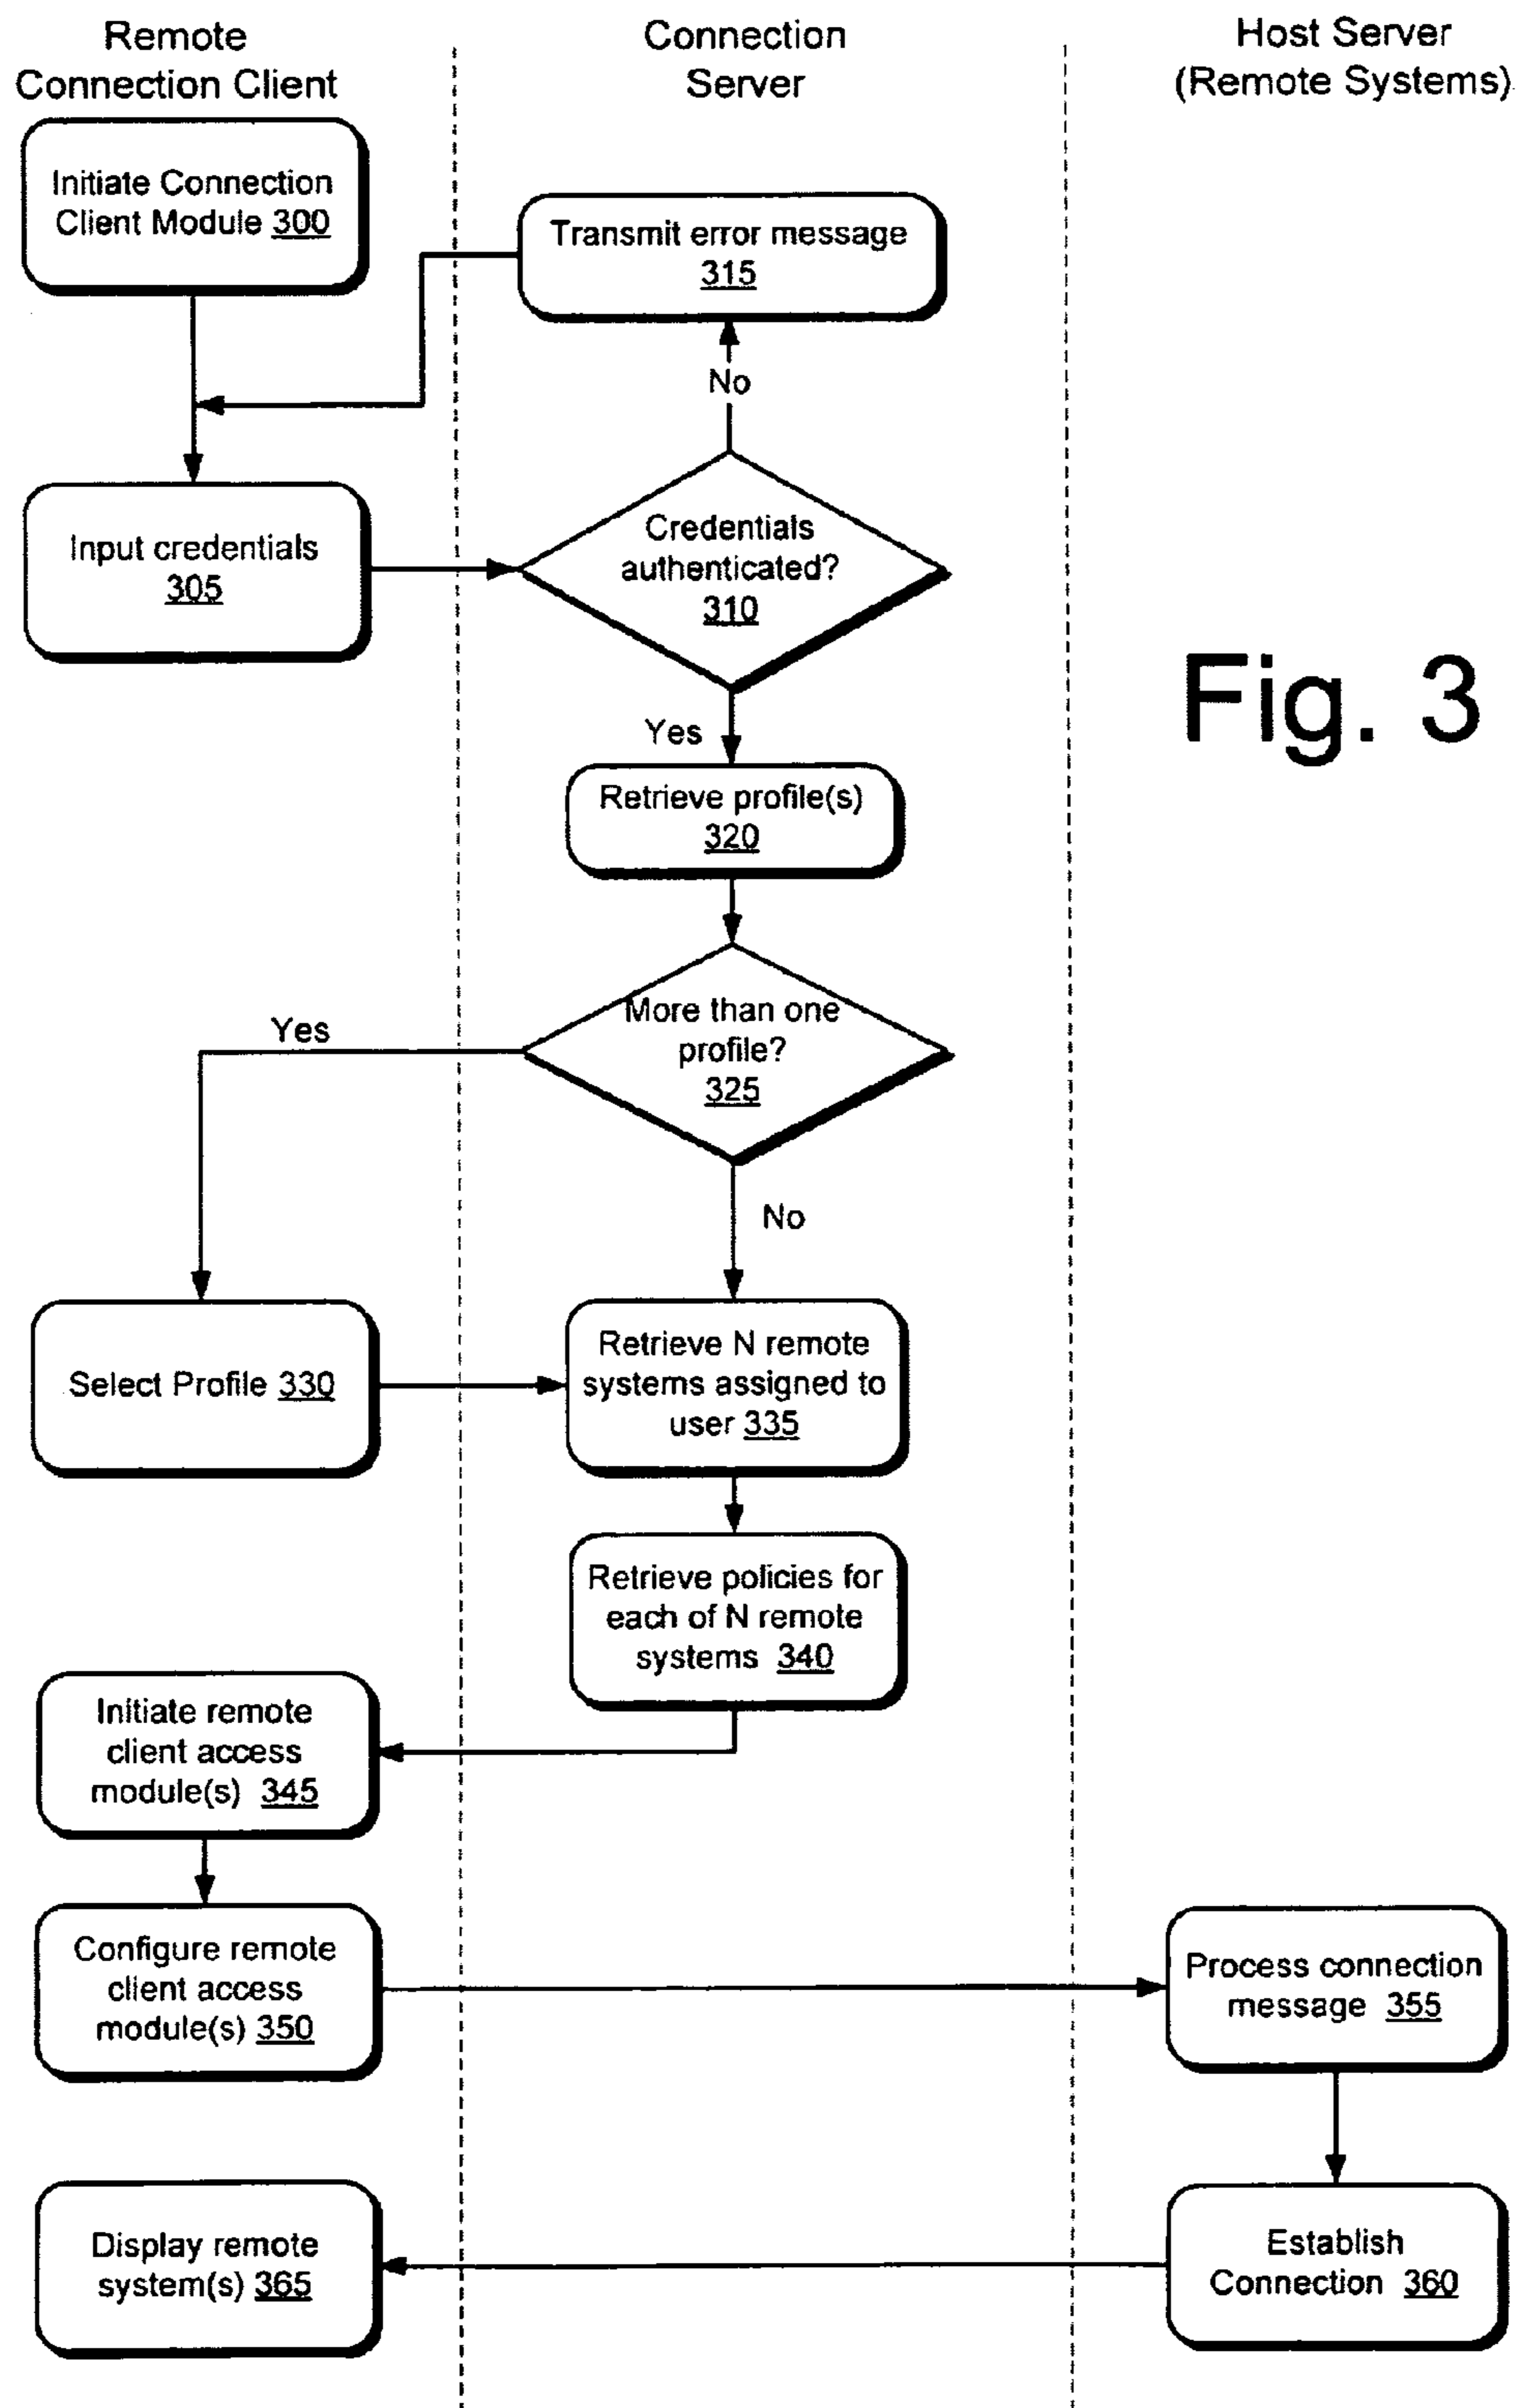 Remote
Connection Client
Connection
Server
Host Server
(Remote Systems)
Initiate Connection
Client Module 300
Transmit error message
315
No
Input credentials
305
Credentials
authenticated?
310
Fig. 3
Yes
Retrieve profile(s)
320
More than one
profile?
325
Yes
No
Select Profile 330
Retrieve N remote
systems assigned to
user 335
Retrieve policies for
each of N remote
systems 340
Initiate remote
client access
module(s) 345
Configure remote
client access
module(s) 350
Process connection
message 355
Display remote
system(s) 365
Establish
Connection 360